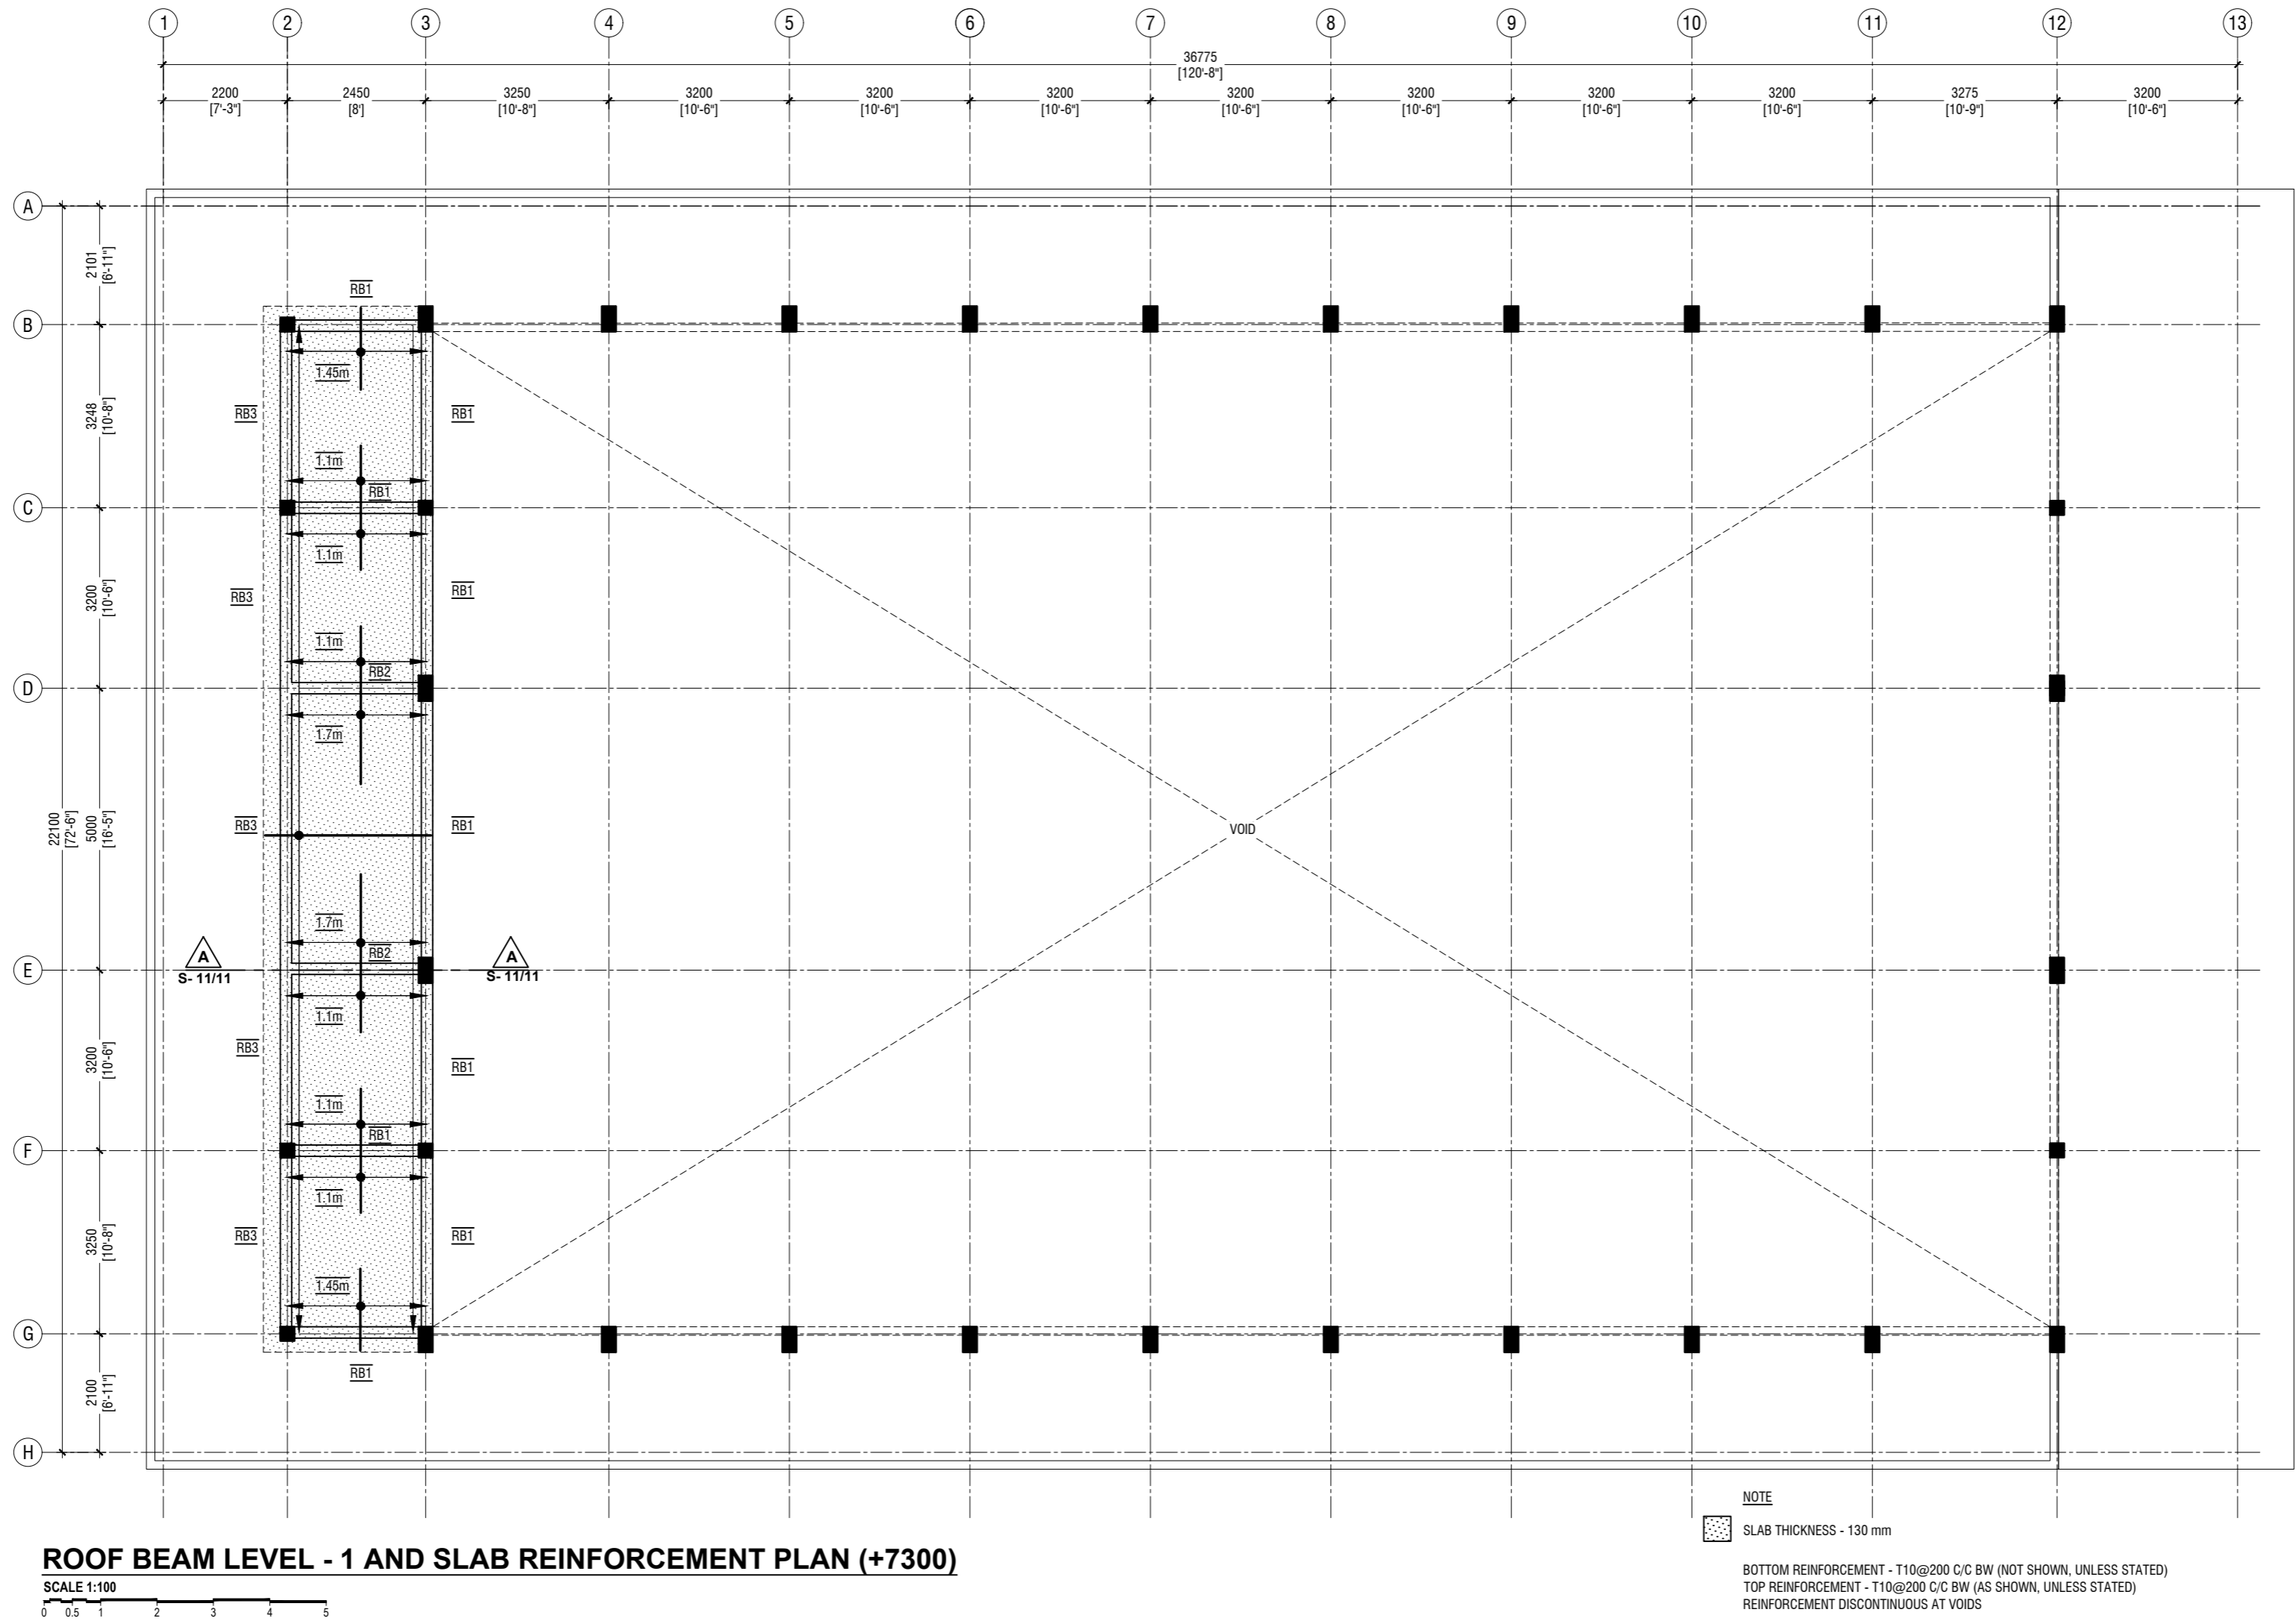 1 2 3 4 5 6 7 8 9 10 11 12 13
36775
[120'-8"]
2200 2450 3250 3200 3200 3200 3200 3200 3200 3200 3275 3200
[7'-3"] [8'] [10'-8"] [10'-6"] [10'-6"] [10'-6"] [10'-6"] [10'-6"] [10'-6"] [10'-6"] [10'-9"] [10'-6"]
A
2101
[6'-11"]
RB1
B
1.45m
3248
[10'-8"]
RB3 RB1
1.1m
RB1
C
1.1m
3200
[10'-6"]
RB3 RB1
1.1m
RB2
D
1.7m
22100
[72'-6"]
5000
[16'-5"]
RB3 RB1
VOID
1.7m
RB2
A A
S- 11/11 S- 11/11
E
1.1m
3200
[10'-6"]
RB3 RB1
1.1m
RB1
F
1.1m
3250
[10'-8"]
RB3 RB1
1.45m
G
RB1
2100
[6'-11"]
H
NOTE
SLAB THICKNESS - 130 mm
ROOF BEAM LEVEL - 1 AND SLAB REINFORCEMENT PLAN (+7300)
SCALE 1:100
0 0.5 1 2 3 4 5
BOTTOM REINFORCEMENT - T10@200 C/C BW (NOT SHOWN, UNLESS STATED)
TOP REINFORCEMENT - T10@200 C/C BW (AS SHOWN, UNLESS STATED)
REINFORCEMENT DISCONTINUOUS AT VOIDS